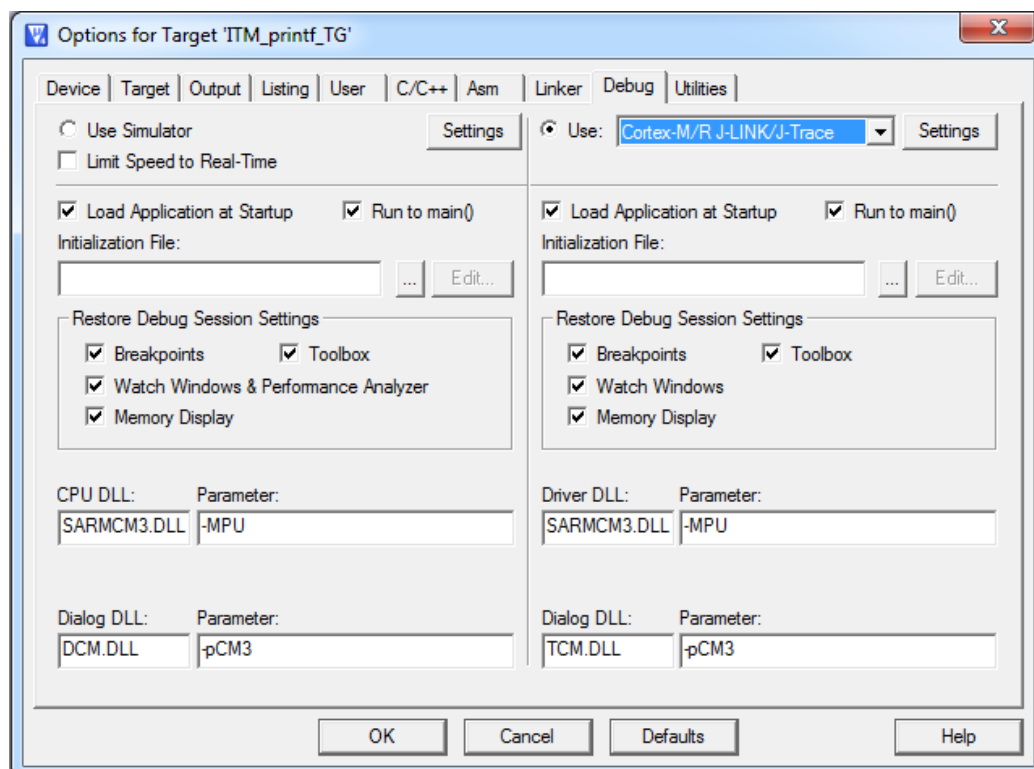 Options for Target 'ITM_printf_TG'
Device Target Output Listing User C/C++ Asm Linker Debug Utilities
Use Simulator Settings
Limit Speed to Real-Time
Use: Cortex-M/R J-LINK/J-Trace Settings
Load Application at Startup Run to main()
Initialization File:
... Edit...
Restore Debug Session Settings
Breakpoints Toolbox
Watch Windows & Performance Analyzer
Memory Display
CPU DLL: Parameter:
SARMCM3.DLL -MPU
Dialog DLL: Parameter:
DCM.DLL -pCM3
Load Application at Startup Run to main()
Initialization File:
... Edit...
Restore Debug Session Settings
Breakpoints Toolbox
Watch Windows
Memory Display
Driver DLL: Parameter:
SARMCM3.DLL -MPU
Dialog DLL: Parameter:
TCM.DLL -pCM3
OK Cancel Defaults Help